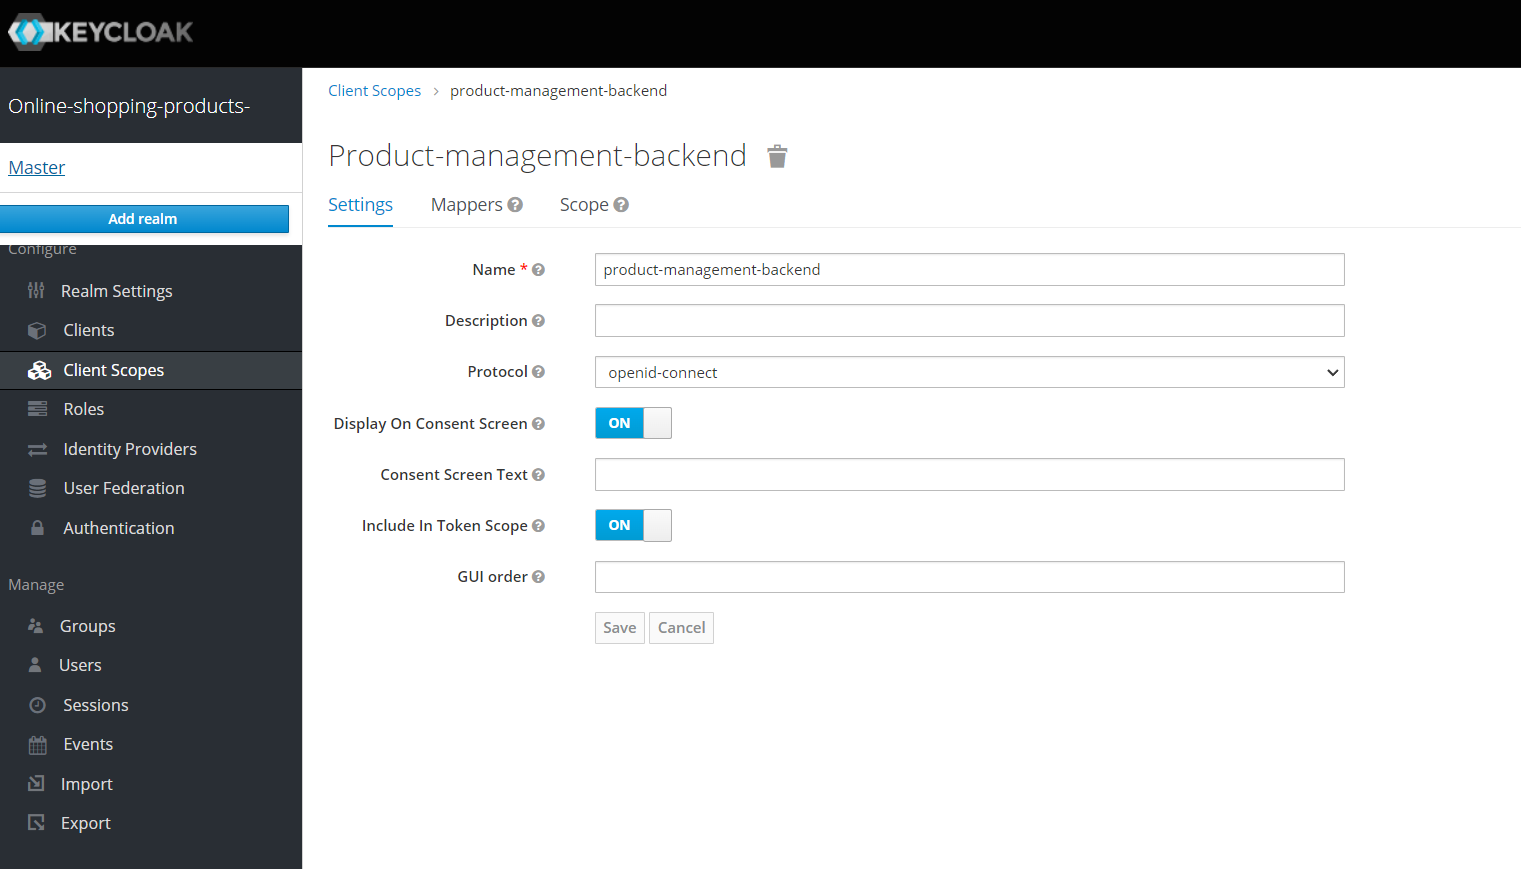 KEYCLOAK
Online-shopping-products-
Master
Add realm
Configure
Realm Settings
Clients
Client Scopes
Roles
Identity Providers
User Federation
Authentication
Manage
Groups
Users
Sessions
Events
Import
Export
Client Scopes > product-management-backend
Product-management-backend
Settings Mappers ? Scope ?
Name * ? product-management-backend
Description ?
Protocol ? openid-connect
Display On Consent Screen ? ON
Consent Screen Text ?
Include In Token Scope ? ON
GUI order ?
Save Cancel